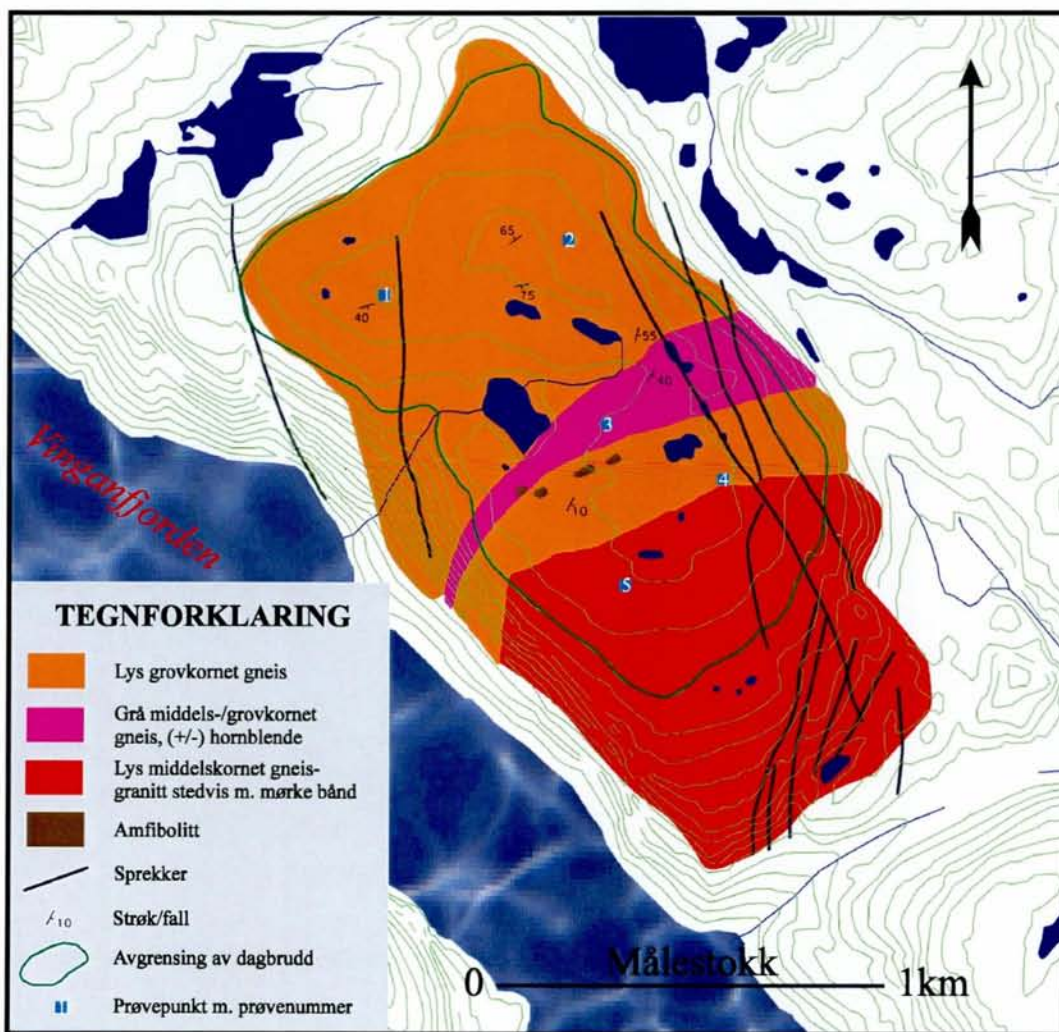 65
2
1
40
75
55
40
3
4
10
5
Vinganfjorden
TEGNFORKLARING
Lys grovkornet gneis
Grå middels-/grovkornet
gneis, (+/-) hornblende
Lys middelskornet gneis-
granitt stedvis m. mørke bånd
Amfibolitt
Sprekker
10
Strøk/fall
Avgrensing av dagbrudd
1
Prøvepunkt m. prøvenummer
Målestokk
0
1km